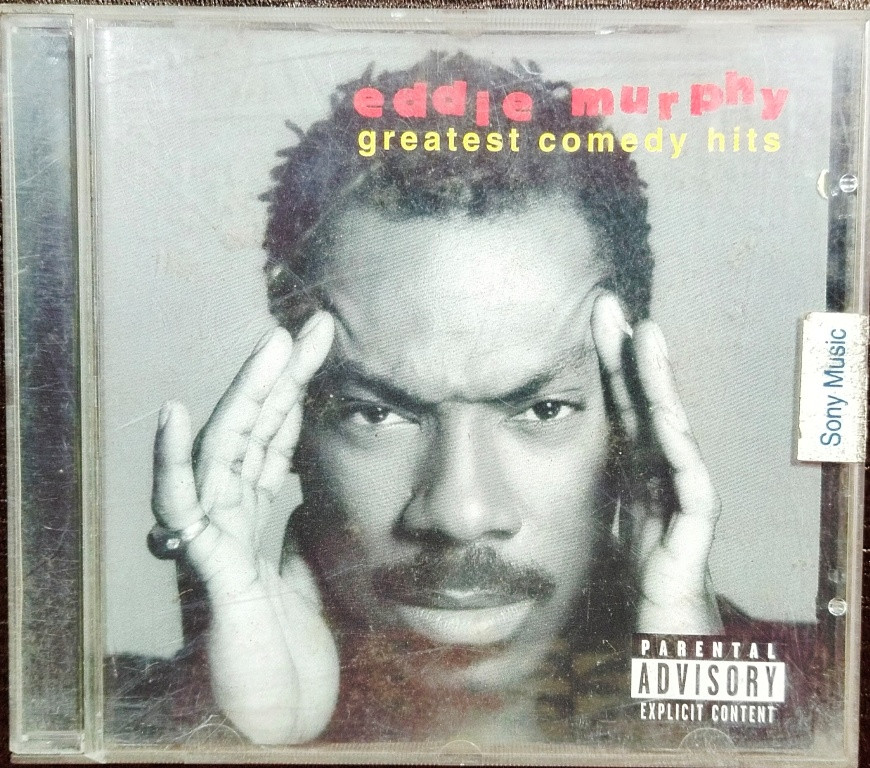 eddie murphy
greatest comedy hits
Sony Music
PARENTAL
ADVISORY
EXPLICIT CONTENT